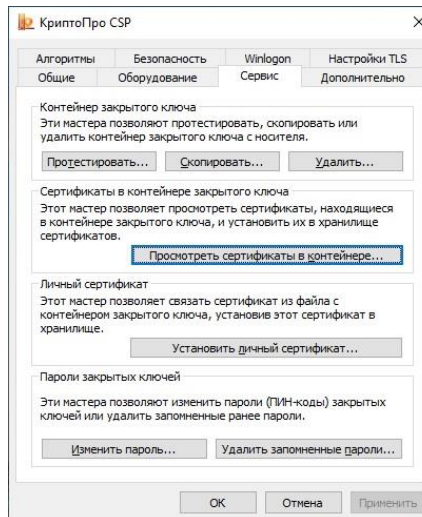 КриптоПро CSP
Алгоритмы Безопасность Winlogon Настройки TLS
Общие Оборудование Сервис Дополнительно
Контейнер закрытого ключа
Эти мастера позволяют протестировать, скопировать или
удалить контейнер закрытого ключа с носителя.
Протестировать... Скопировать... Удалить...
Сертификаты в контейнере закрытого ключа
Этот мастер позволяет просмотреть сертификаты, находящиеся
в контейнере закрытого ключа, и установить их в хранилище
сертификатов.
Просмотреть сертификаты в контейнере...
Личный сертификат
Этот мастер позволяет связать сертификат из файла с
контейнером закрытого ключа, установив этот сертификат в
хранилище.
Установить личный сертификат...
Пароли закрытых ключей
Эти мастера позволяют изменить пароли (ПИН-коды) закрытых
ключей или удалить запомненные ранее пароли.
Изменить пароль... Удалить запомненные пароли...
ОК Отмена Применить